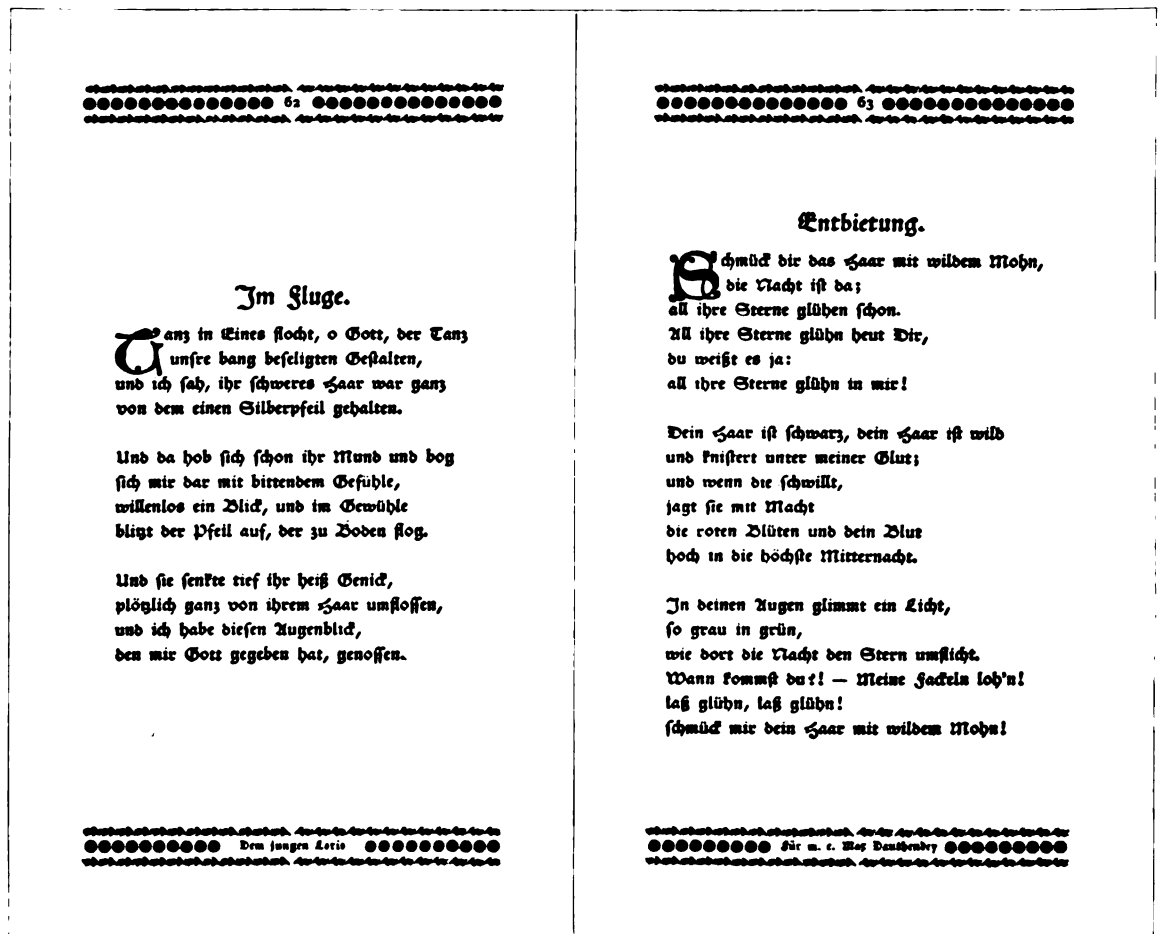 62
Im Fluge.
Ganz in Eines flocht, o Gott, der Tanz
unsre bang beseligten Gestalten,
und ich sah, ihr schweres Haar war ganz
von dem einen Silberpfeil gehalten.
Und da hob sich schon ihr Mund und bog
sich mir dar mit bittendem Gefühle,
willenlos ein Blick, und im Gewühle
blitzt der Pfeil auf, der zu Boden flog.
Und sie senkte tief ihr heiß Genick,
plötzlich ganz von ihrem Haar umflossen,
und ich habe diesen Augenblick,
den mir Gott gegeben hat, genossen.
Dem jungen Loris
63
Entbietung.
Schmück dir das Haar mit wildem Mohn,
die Nacht ist da;
all ihre Sterne glühen schon.
All ihre Sterne glühn heut Dir,
du weißt es ja:
all ihre Sterne glühn in mir!
Dein Haar ist schwarz, dein Haar ist wild
und knistert unter meiner Glut;
und wenn die schwillt,
jagt sie mit Macht
die roten Blüten und dein Blut
hoch in die höchste Mitternacht.
In deinen Augen glimmt ein Licht,
so grau in grün,
wie dort die Nacht den Stern umflicht.
Wann kommst du?! — Meine Fackeln loh'n!
laß glühn, laß glühn!
schmück mir dein Haar mit wildem Mohn!
Für m. Max Dauthendey